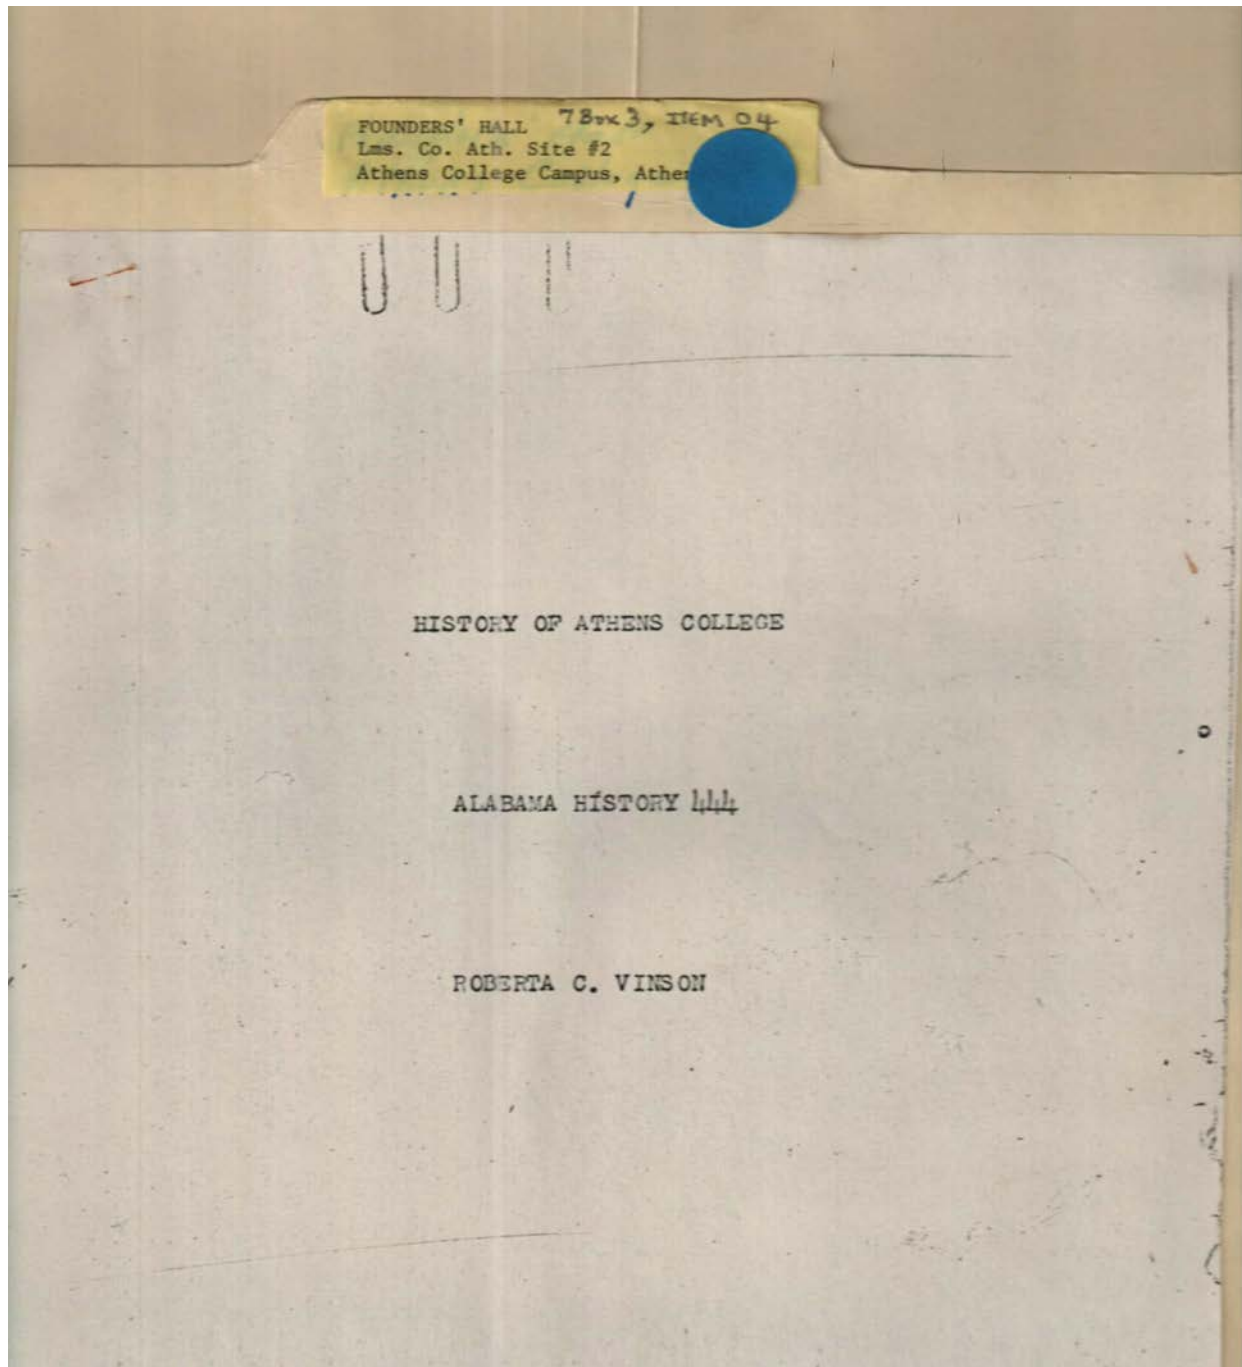 FOUNDERS' HALL 7Box 3, ITEM 04
Lms. Co. Ath. Site #2
Athens College Campus,
HISTORY OF ATHENS COLLEGE
ALABAMA HISTORY 444
ROBERTA C. VINSON